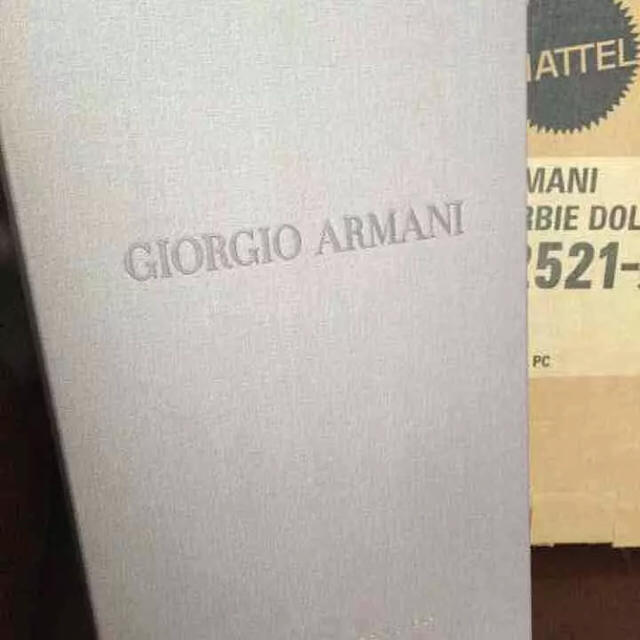 GIORGIO ARMANI
MATTEL
MANI
RBIE DOL
2521-
PC